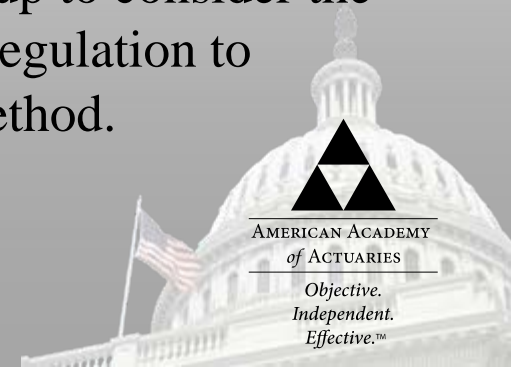 egulation to
ethod.
AMERICAN ACADEMY
of ACTUARIES
Objective.
Independent.
Effective.™